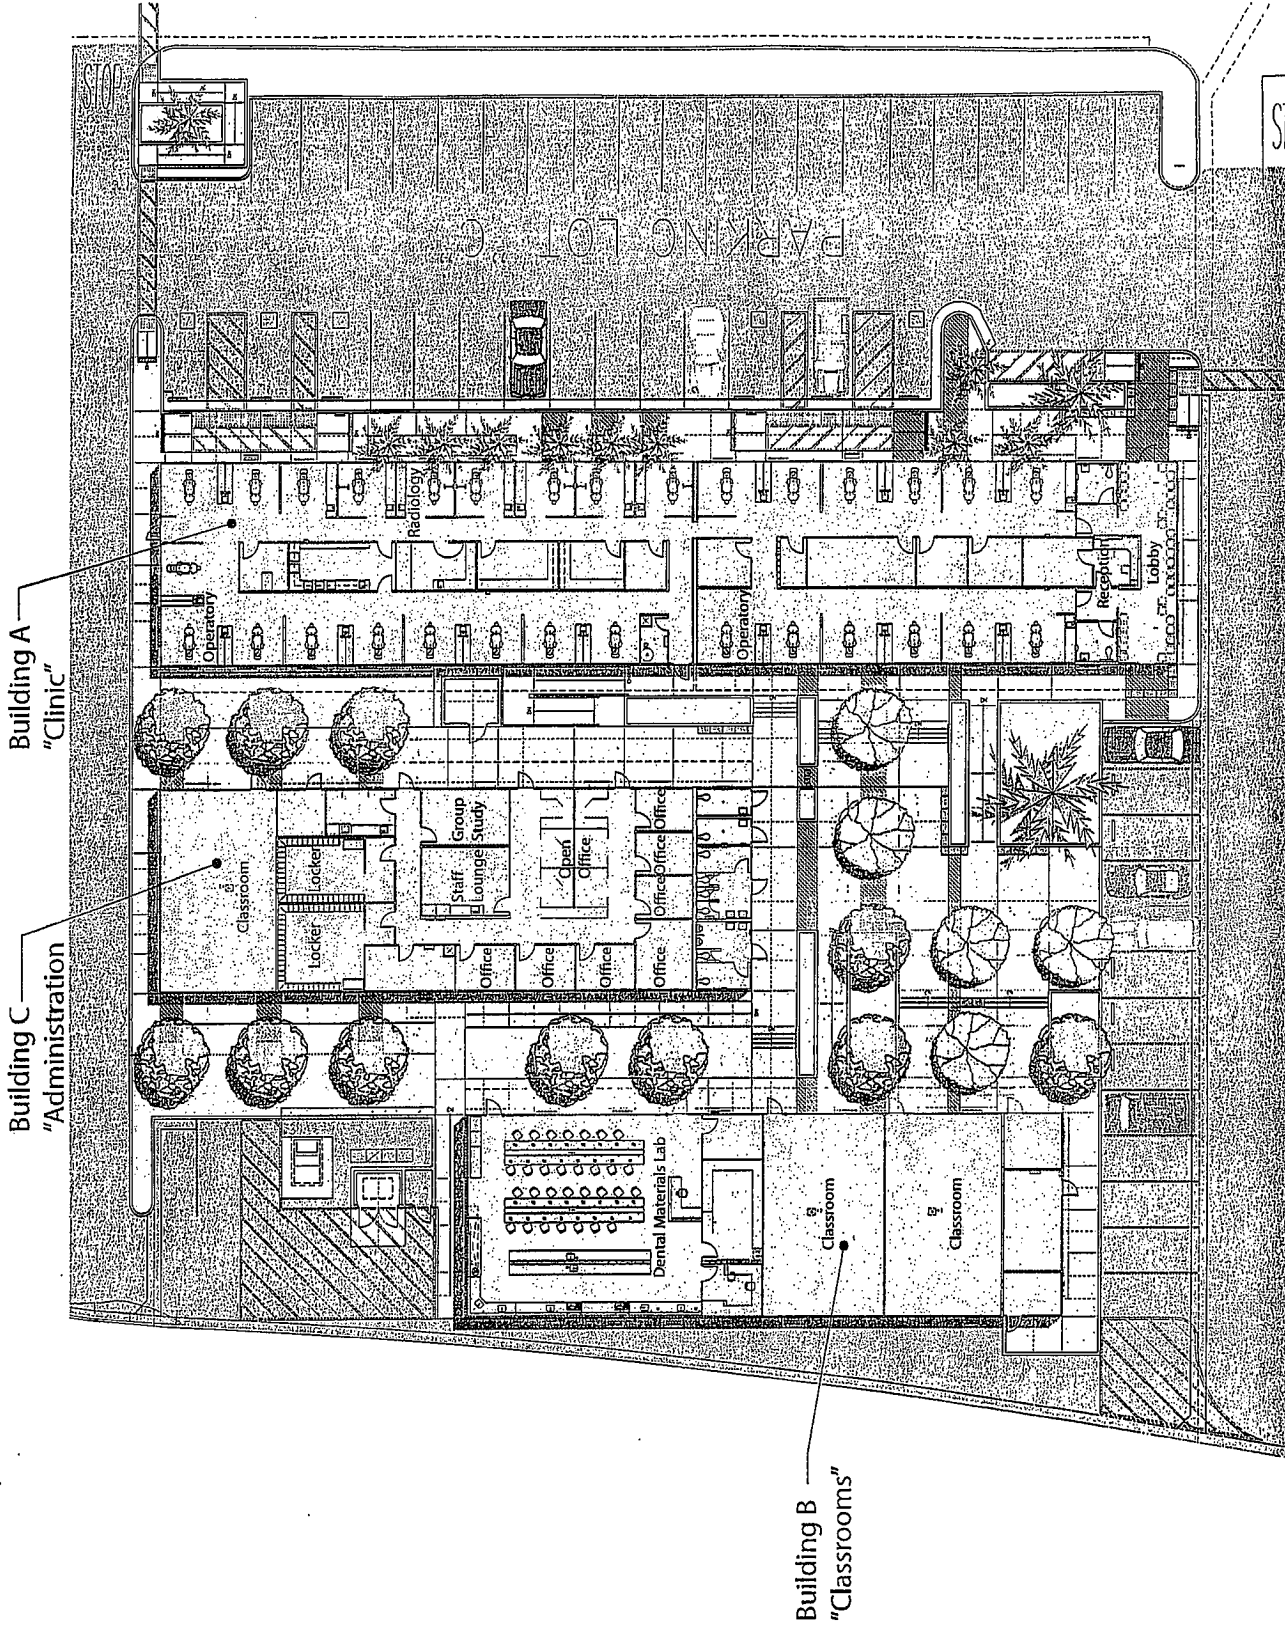 Building C
"Administration
Building A
"Clinic"
Building B
"Classrooms"
STOP
Classroom
Locker
Locker
Staff
Lounge
Group
Study
Open
Office
Office
Office
Office
Office
Office
Office
Office
Operatory
Radiology
Operatory
Reception
Lobby
Dental Materials Lab
Classroom
Classroom
PARKING LOT C